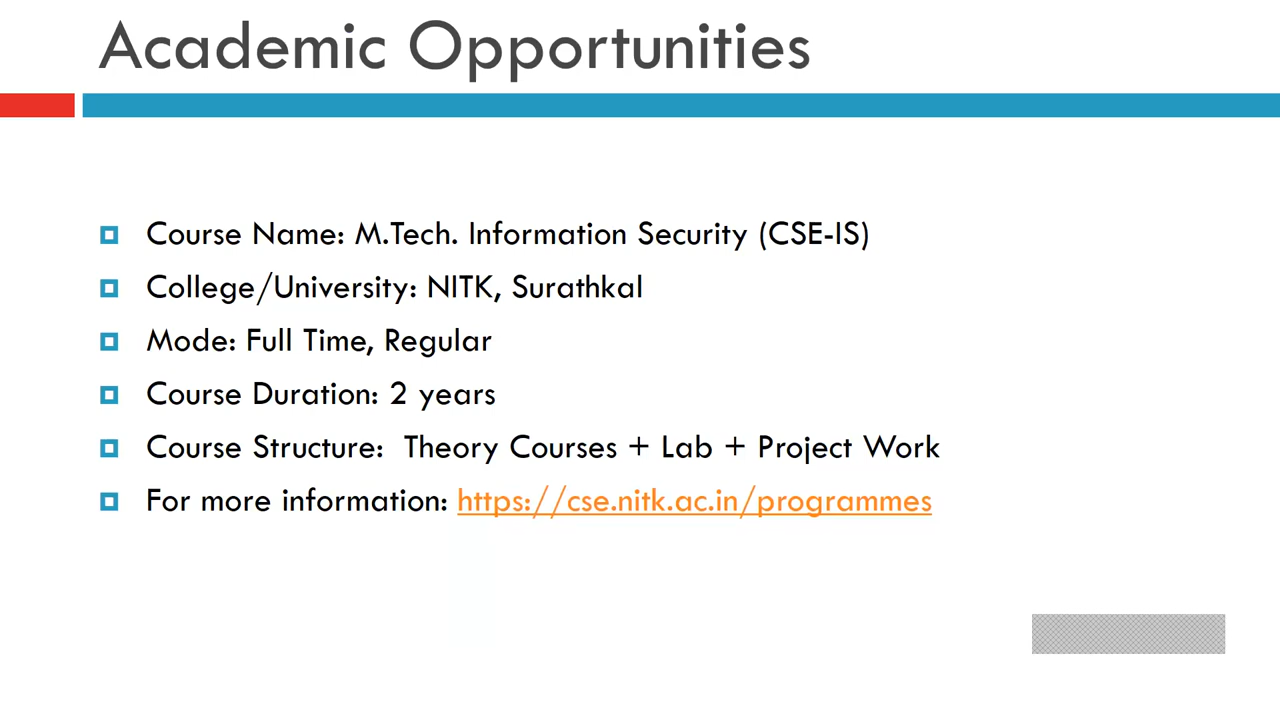 Academic Opportunities
Course Name: M.Tech. Information Security (CSE-IS)
College/University: NITK, Surathkal
Mode: Full Time, Regular
Course Duration: 2 years
Course Structure: Theory Courses + Lab + Project Work
For more information: https://cse.nitk.ac.in/programmes